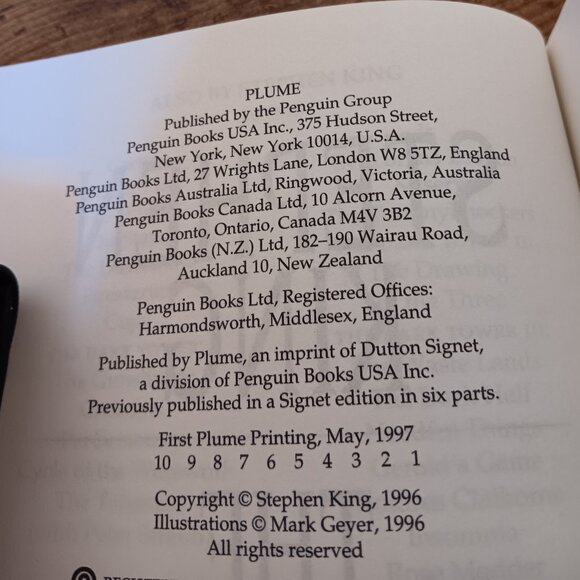 PLUME
Published by the Penguin Group
Penguin Books USA Inc., 375 Hudson Street,
New York, New York 10014, U.S.A.
Penguin Books Ltd, 27 Wrights Lane, London W8 5TZ, England
Penguin Books Australia Ltd, Ringwood, Victoria, Australia
Penguin Books Canada Ltd, 10 Alcorn Avenue,
Toronto, Ontario, Canada M4V 3B2
Penguin Books (N.Z.) Ltd, 182–190 Wairau Road,
Auckland 10, New Zealand
Penguin Books Ltd, Registered Offices:
Harmondsworth, Middlesex, England
Published by Plume, an imprint of Dutton Signet,
a division of Penguin Books USA Inc.
Previously published in a Signet edition in six parts.
First Plume Printing, May, 1997
10 9 8 7 6 5 4 3 2 1
Copyright © Stephen King, 1996
Illustrations © Mark Geyer, 1996
All rights reserved